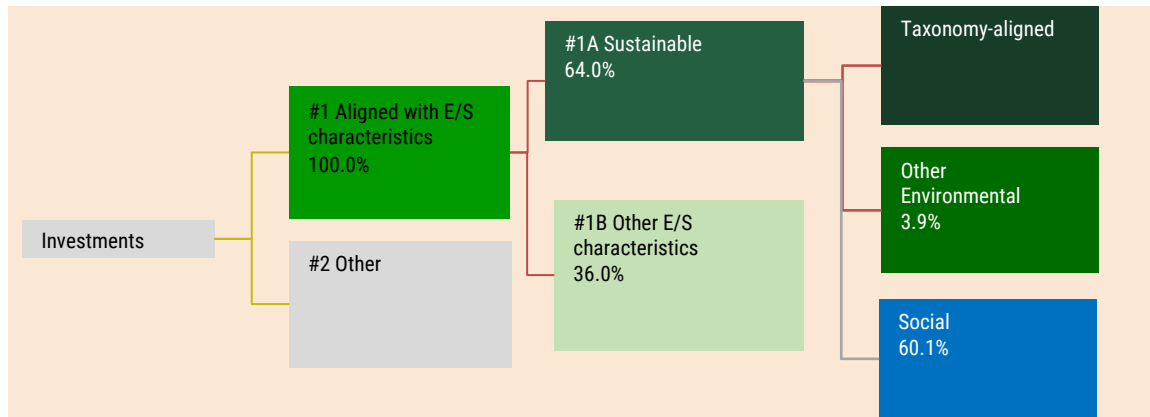 Investments
#1 Aligned with E/S
characteristics
100.0%
#2 Other
#1A Sustainable
64.0%
#1B Other E/S
characteristics
36.0%
Taxonomy-aligned
Other
Environmental
3.9%
Social
60.1%